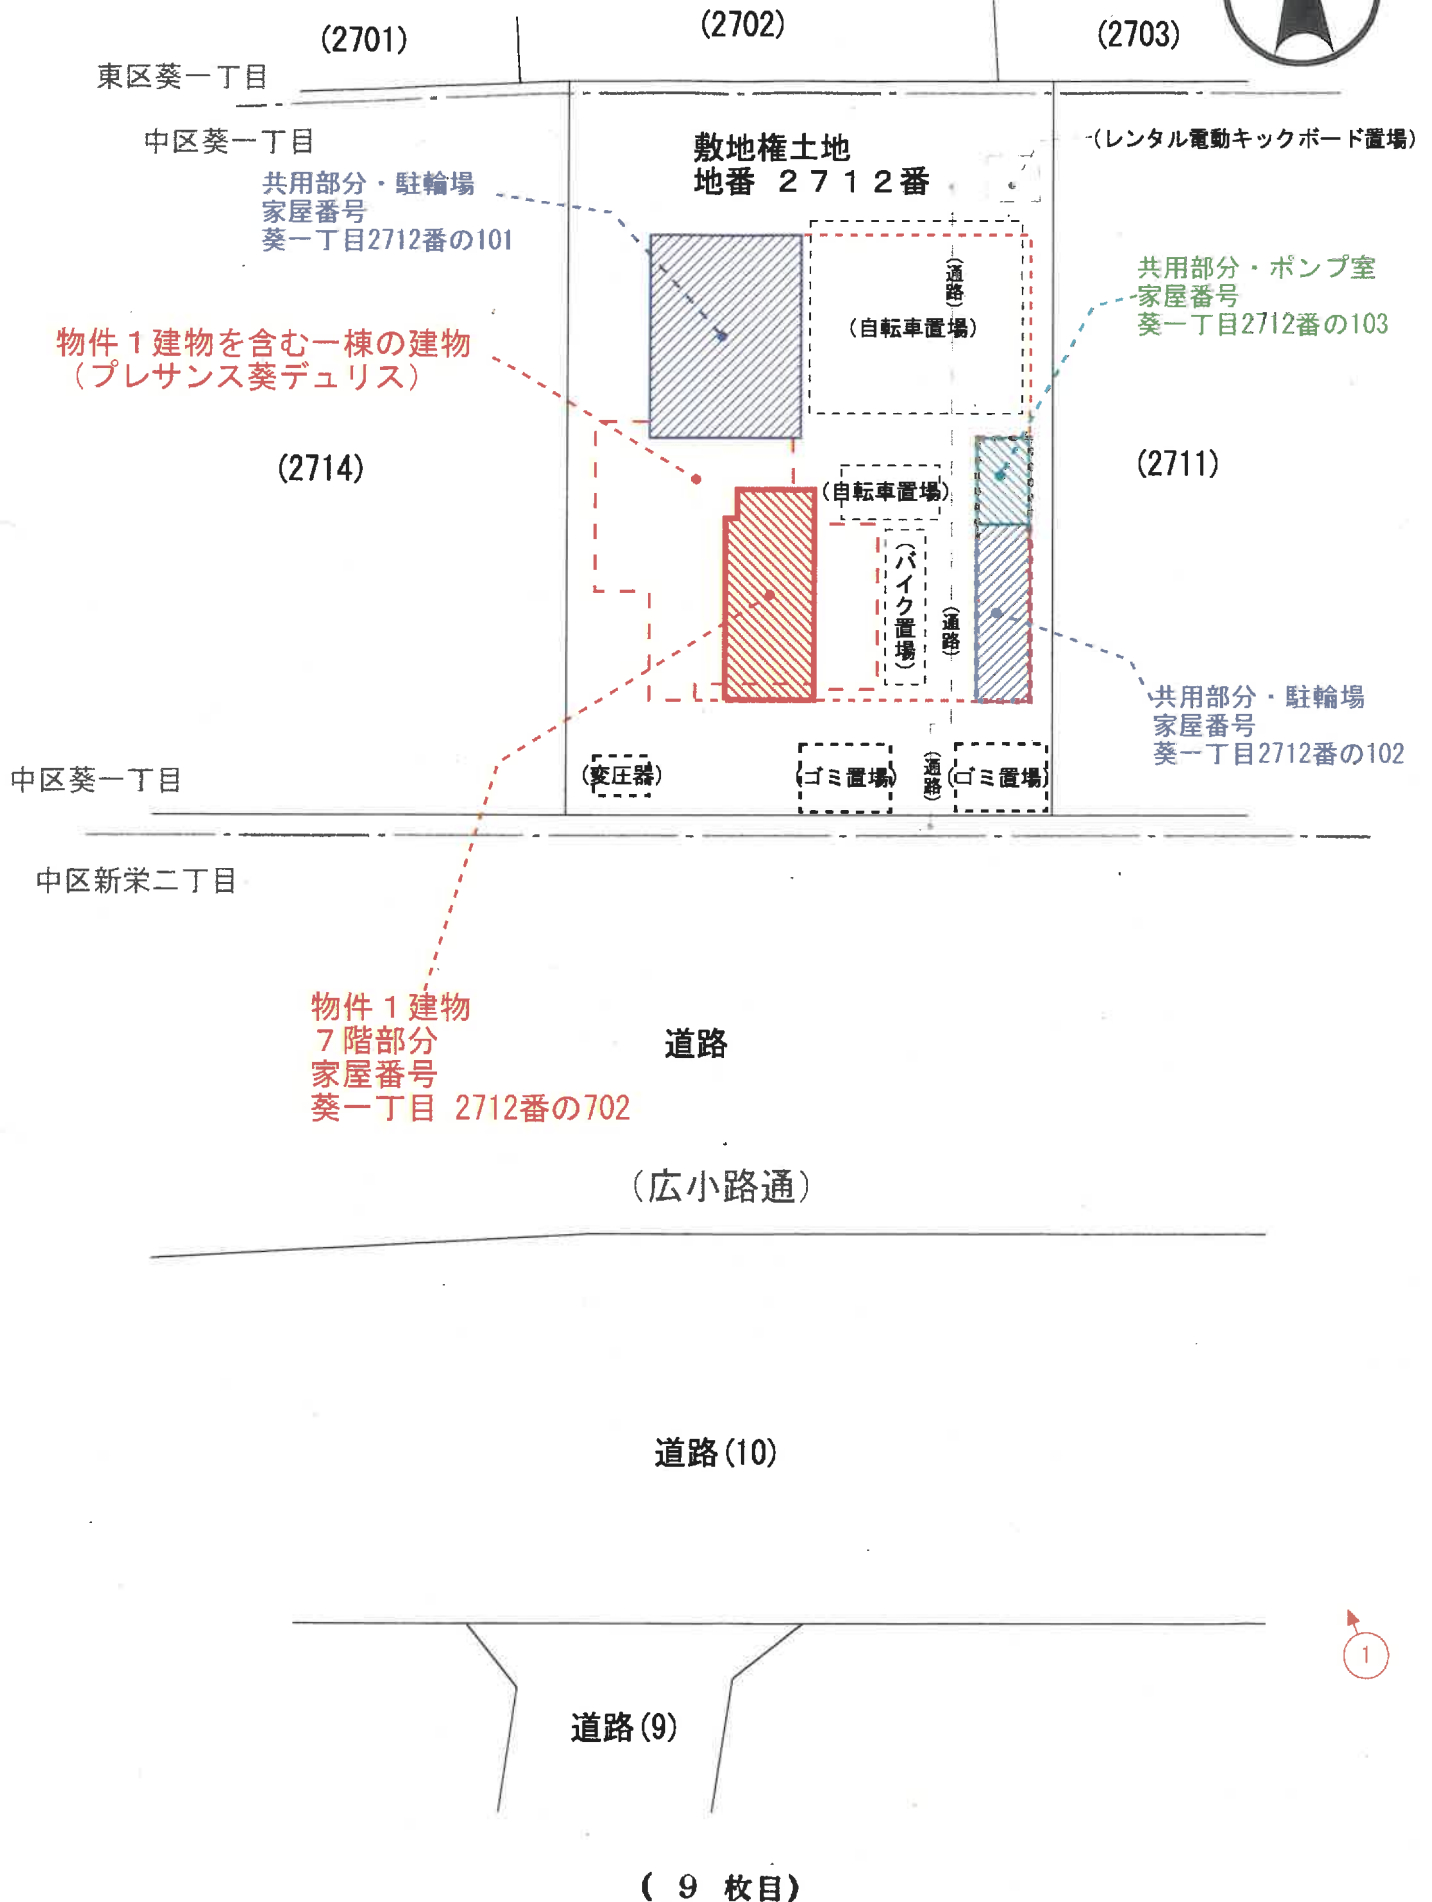 (2701)
(2702)
(2703)
東区葵一丁目
中区葵一丁目
敷地権土地
地番 ２７１２番
(レンタル電動キックボード置場)
共用部分・駐輪場
家屋番号
葵一丁目2712番の101
(通路)
(自転車置場)
共用部分・ポンプ室
家屋番号
葵一丁目2712番の103
物件１建物を含む一棟の建物
（プレサンス葵デュリス）
(2714)
(2711)
(自転車置場)
(バイク置場)
(通路)
共用部分・駐輪場
家屋番号
葵一丁目2712番の102
中区葵一丁目
(変圧器)
(ゴミ置場)
(通路)
(ゴミ置場)
中区新栄二丁目
物件１建物
７階部分
家屋番号
葵一丁目 2712番の702
道路
（広小路通）
道路(10)
1
道路(9)
( 9 枚目)